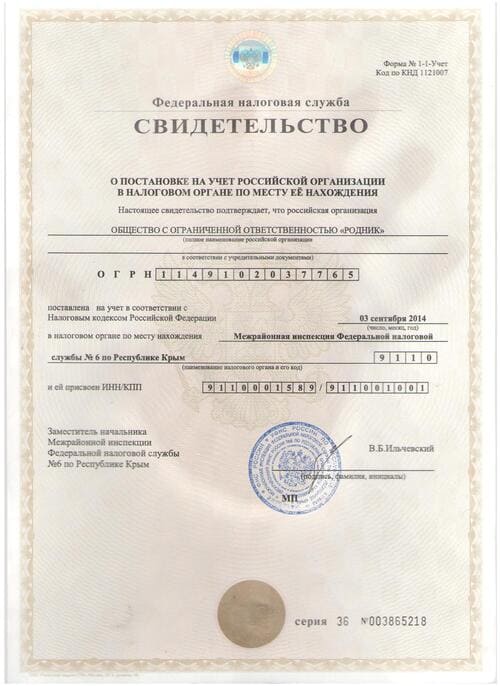 Форма № 1-1-Учет
Код по КНД 1121007
Федеральная налоговая служба
СВИДЕТЕЛЬСТВО
О ПОСТАНОВКЕ НА УЧЕТ РОССИЙСКОЙ ОРГАНИЗАЦИИ
В НАЛОГОВОМ ОРГАНЕ ПО МЕСТУ ЕЁ НАХОЖДЕНИЯ
Настоящее свидетельство подтверждает, что российская организация
ОБЩЕСТВО С ОГРАНИЧЕННОЙ ОТВЕТСТВЕННОСТЬЮ «РОДНИК»
(полное наименование российской организации
в соответствии с учредительными документами)
ОГРН 1149102037765
поставлена на учет в соответствии с
Налоговым кодексом Российской Федерации 03 сентября 2014
(число, месяц, год)
в налоговом органе по месту нахождения Межрайонная инспекция Федеральной налоговой
службы № 6 по Республике Крым 9110
(наименование налогового органа и его код)
и ей присвоен ИНН/КПП 9110001589/911001001
Заместитель начальника
Межрайонной инспекции
Федеральной налоговой службы
№6 по Республике Крым
В.Б.Ильчевский
(подпись, фамилия, инициалы)
МП
серия 36 №003865218